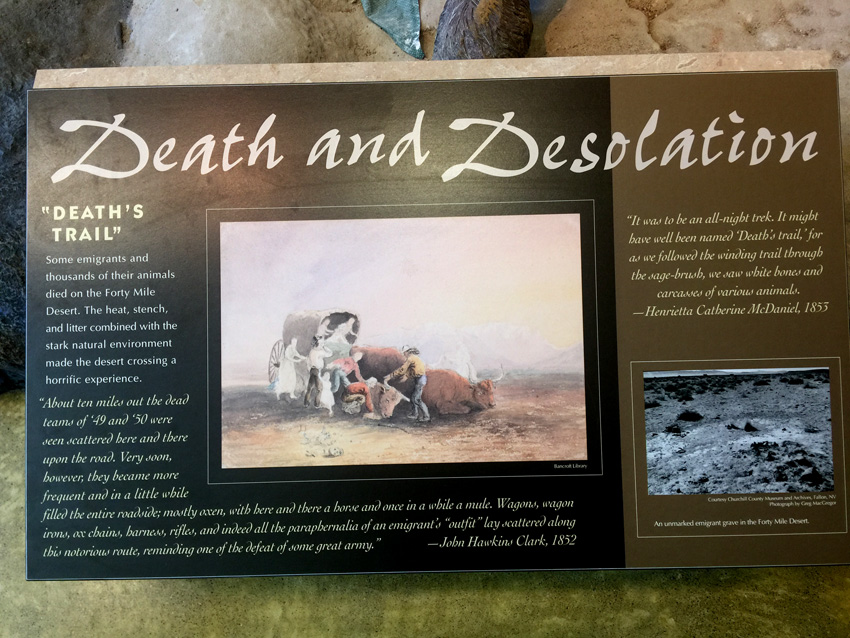 Death and Desolation
"DEATH'S
TRAIL"
Some emigrants and
thousands of their animals
died on the Forty Mile
Desert. The heat, stench,
and litter combined with the
stark natural environment
made the desert crossing a
horrific experience.
"About ten miles out the dead
teams of '49 and '50 were
seen scattered here and there
upon the road. Very soon,
however, they became more
frequent and in a little while
filled the entire roadside; mostly oxen, with here and there a horse and once in a while a mule. Wagons, wagon
irons, ox chains, harness, rifles, and indeed all the paraphernalia of an emigrant's "outfit" lay scattered along
this notorious route, reminding one of the defeat of some great army."
—John Hawkins Clark, 1852
Bancroft Library
"It was to be an all-night trek. It might
have well been named 'Death's trail,' for
as we followed the winding trail through
the sage-brush, we saw white bones and
carcasses of various animals.
—Henrietta Catherine McDaniel, 1853
Courtesy Churchill County Museum and Archives, Fallon, NV
Photograph by Greg MacGregor
An unmarked emigrant grave in the Forty Mile Desert.